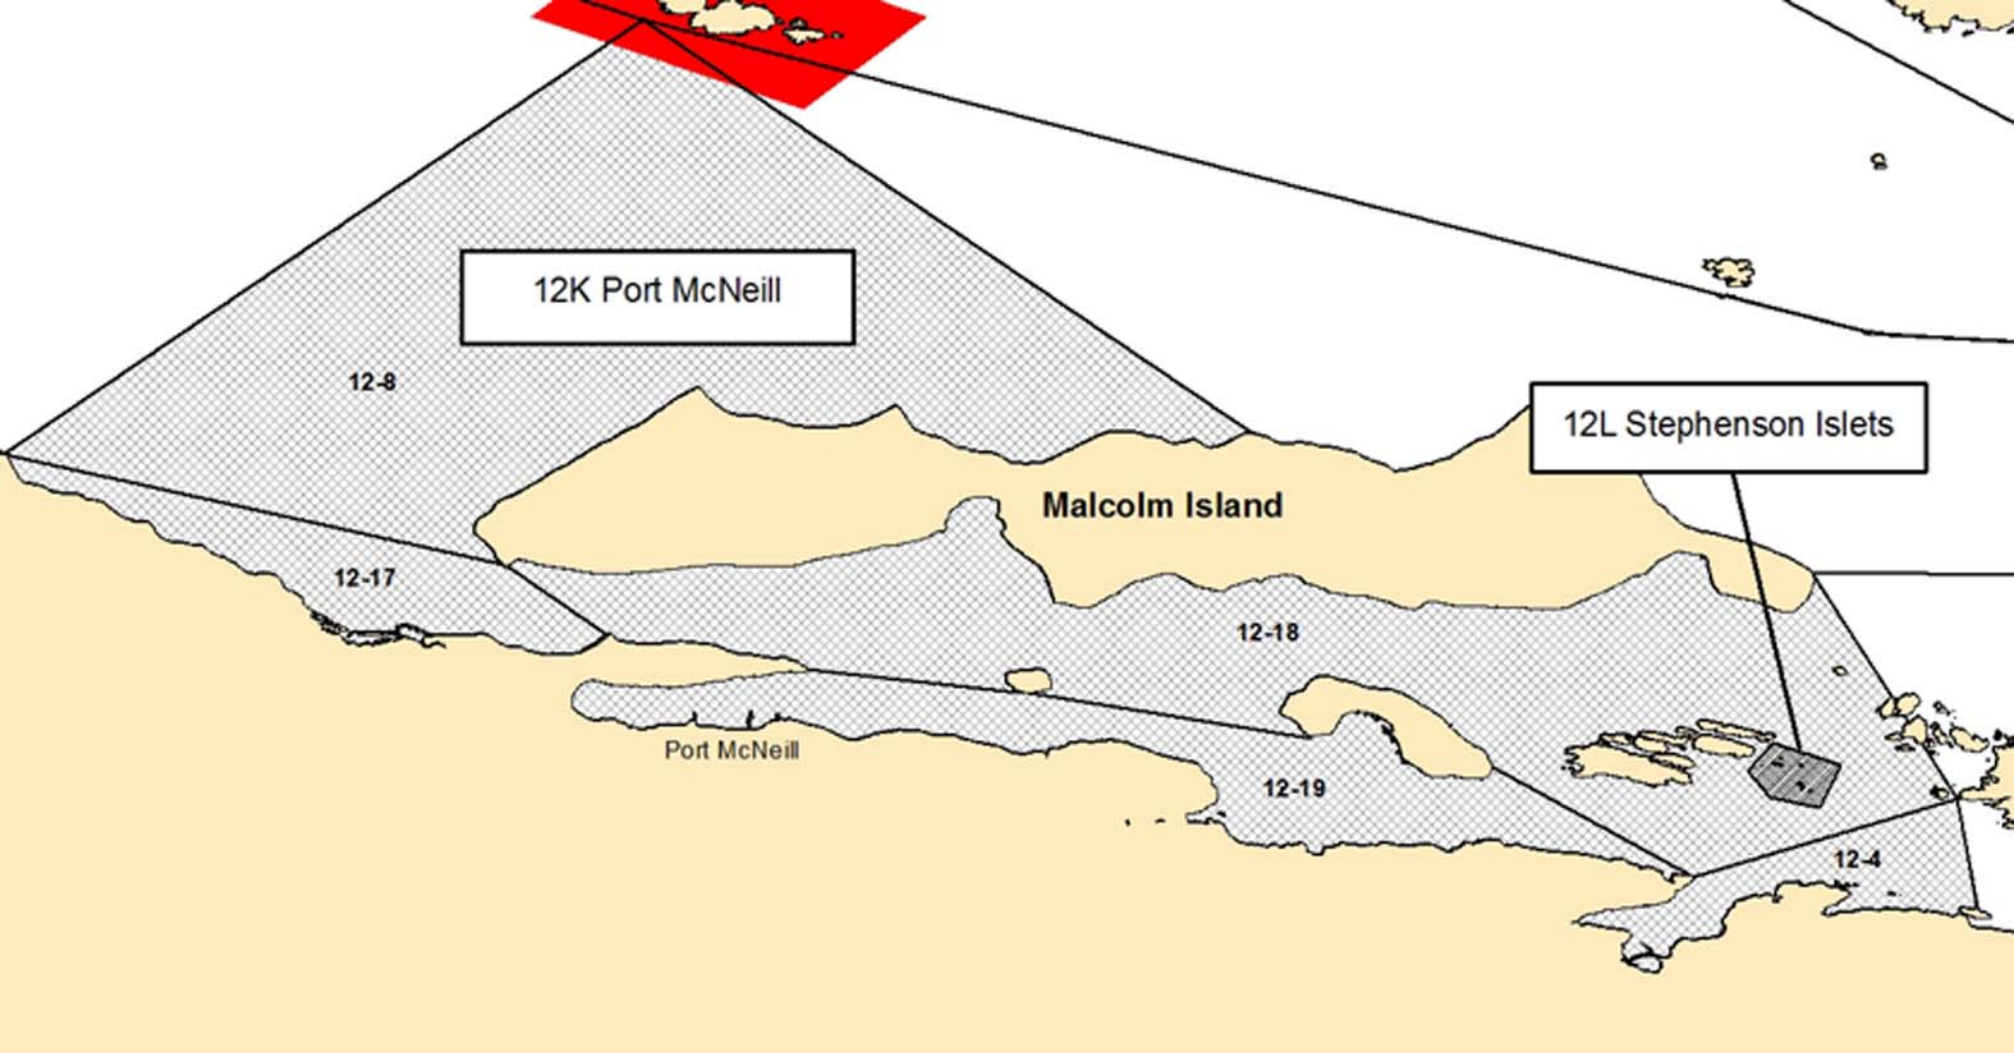 12K Port McNeill
12-8
12L Stephenson Islets
Malcolm Island
12-17
12-18
Port McNeill
12-19
12-4